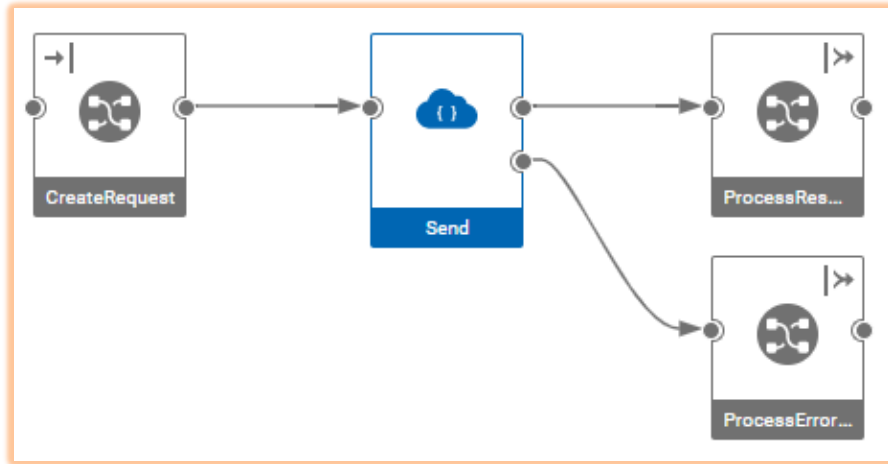 CreateRequest
{ }
Send
ProcessRes...
ProcessError...